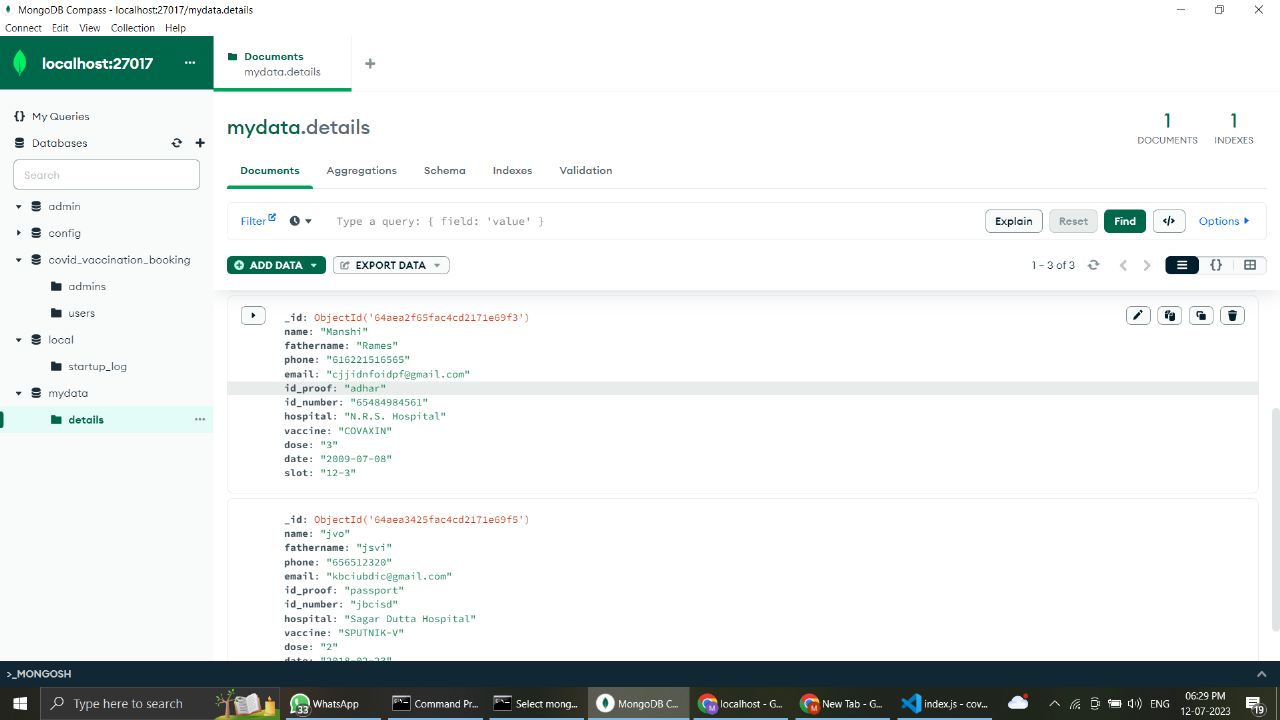 MongoDB Compass - localhost:27017/mydata.details
Connect Edit View Collection Help
localhost:27017 ...
Documents
mydata.details
{} My Queries
Databases
Search
admin
config
covid_vaccination_booking
admins
users
local
startup_log
mydata
details ...
mydata.details
1
DOCUMENTS
1
INDEXES
Documents Aggregations Schema Indexes Validation
Filter Type a query: { field: 'value' } Explain Reset Find </> Options
ADD DATA EXPORT DATA 1 – 3 of 3 {}
_id: ObjectId('64aea2f65fac4cd2171e69f3')
name: "Manshi"
fathername: "Rames"
phone: "616221516565"
email: "cjjidnfoidpf@gmail.com"
id_proof: "adhar"
id_number: "65484984561"
hospital: "N.R.S. Hospital"
vaccine: "COVAXIN"
dose: "3"
date: "2009-07-08"
slot: "12-3"
_id: ObjectId('64aea3425fac4cd2171e69f5')
name: "jvo"
fathername: "jsvi"
phone: "656512320"
email: "kbciubdic@gmail.com"
id_proof: "passport"
id_number: "jbcisd"
hospital: "Sagar Dutta Hospital"
vaccine: "SPUTNIK-V"
dose: "2"
date: "2018-02-23"
>_MONGOSH
Type here to search
33 WhatsApp
Command Pr...
Select mong...
MongoDB C...
localhost - G...
New Tab - G...
index.js - cov...
ENG
06:29 PM
12-07-2023
19